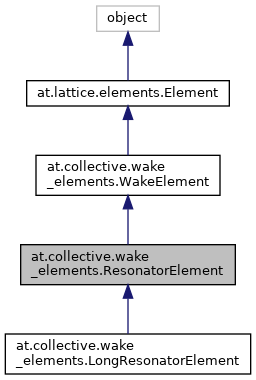 object
at.lattice.elements.Element
at.collective.wake
_elements.WakeElement
at.collective.wake
_elements.ResonatorElement
at.collective.wake
_elements.LongResonatorElement